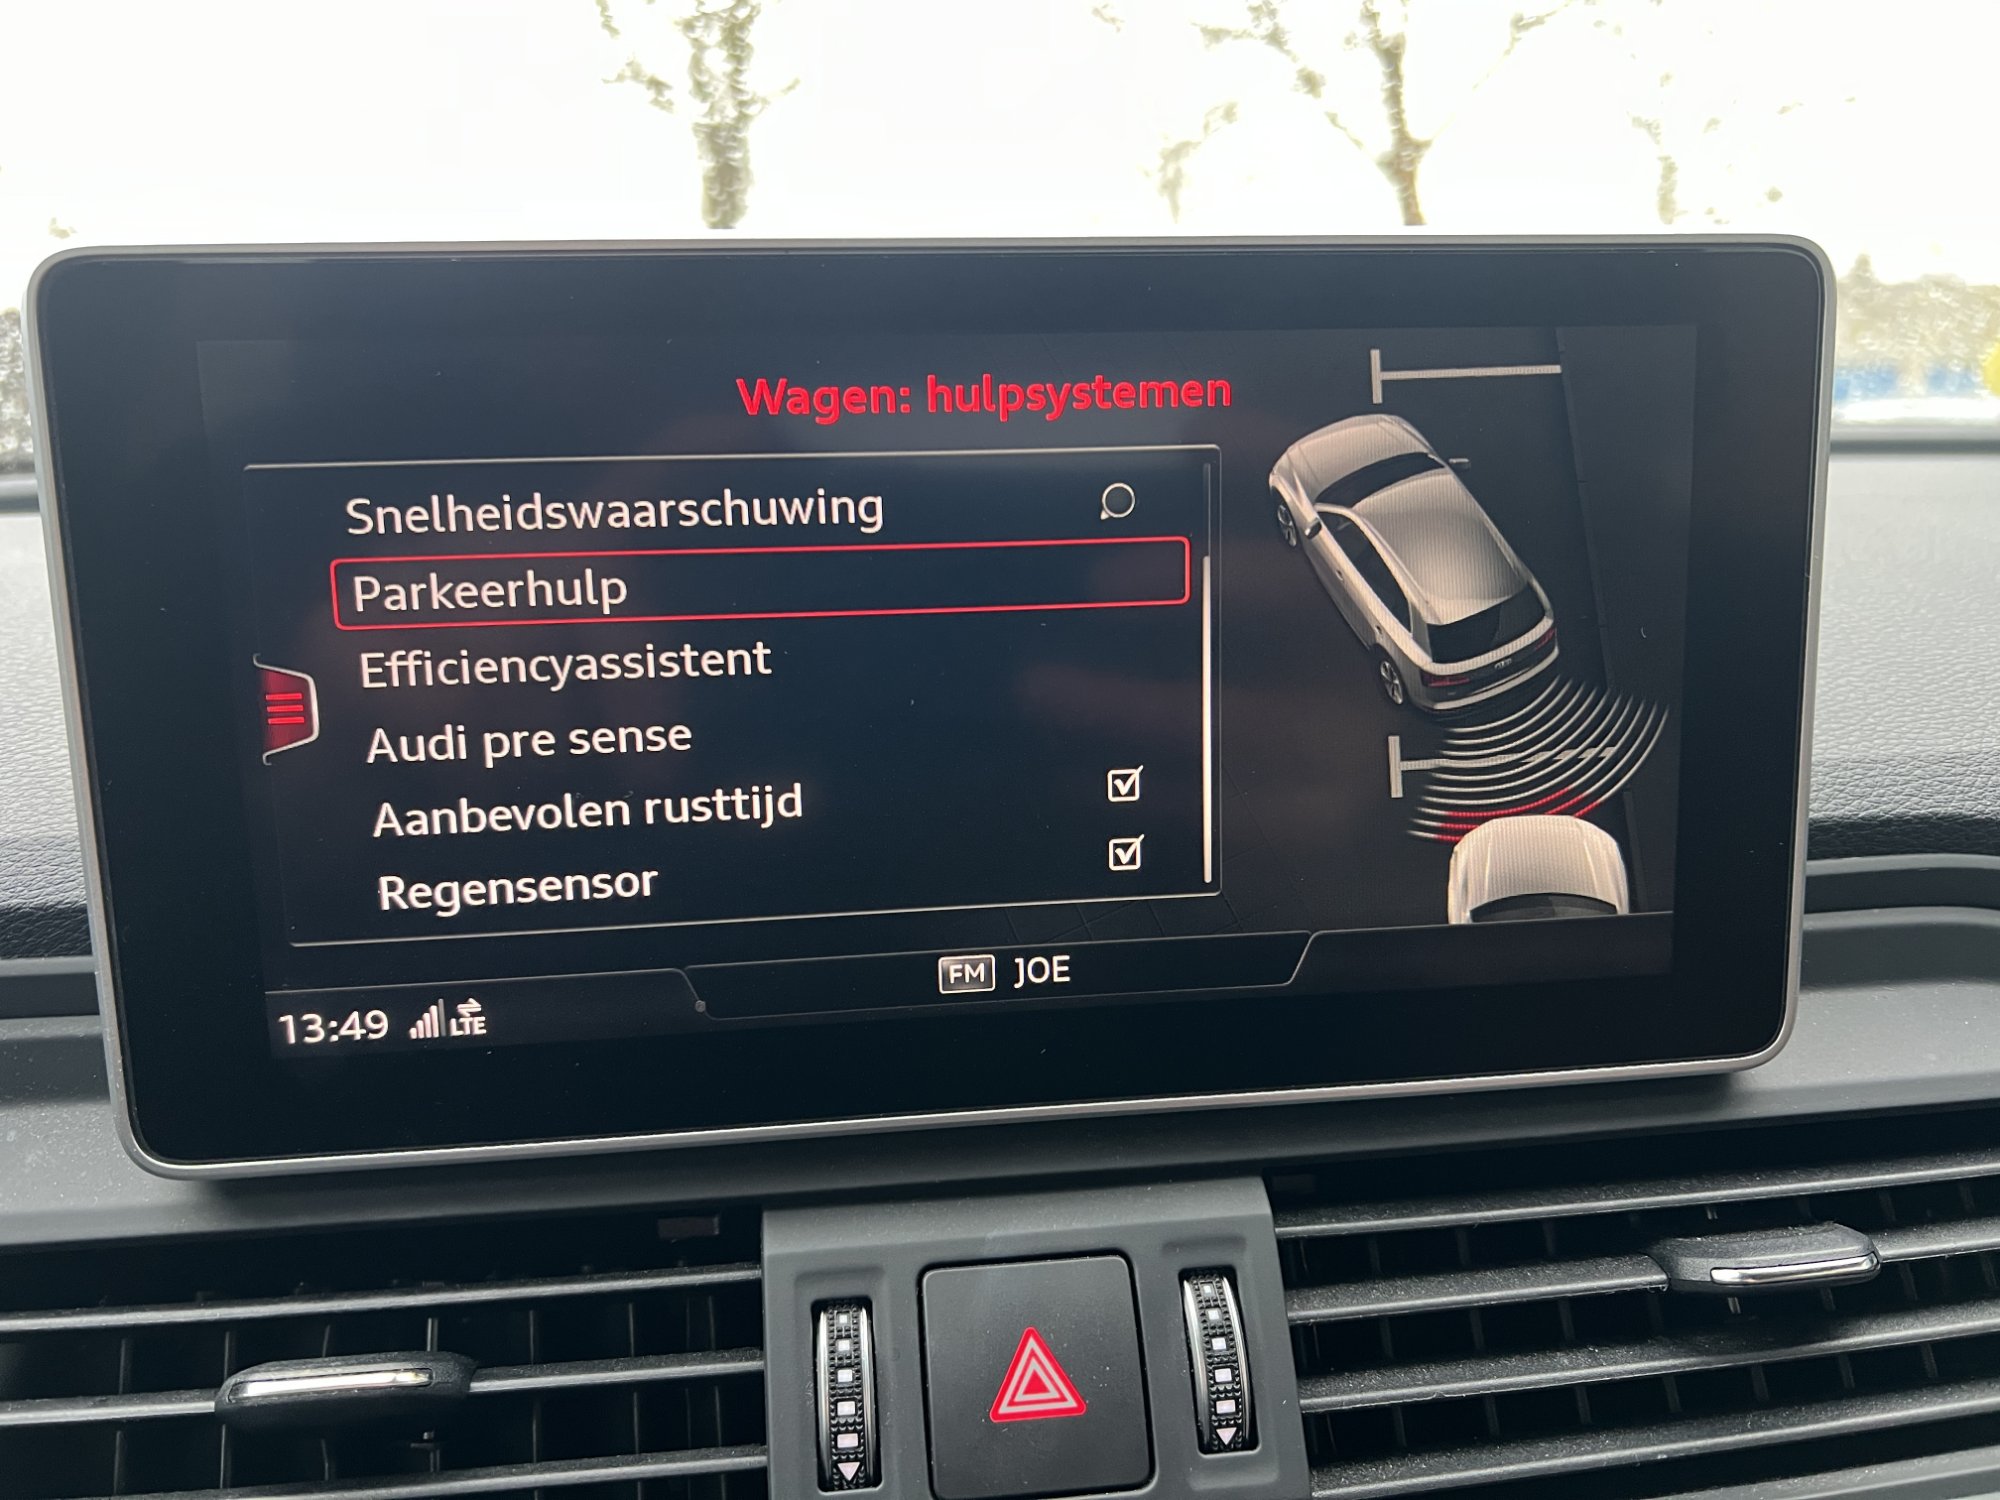 Wagen: hulpsystemen
Snelheidswaarschuwing
Parkeerhulp
Efficiencyassistent
Audi pre sense
Aanbevolen rusttijd
Regensensor
FM JOE
13:49 LTE